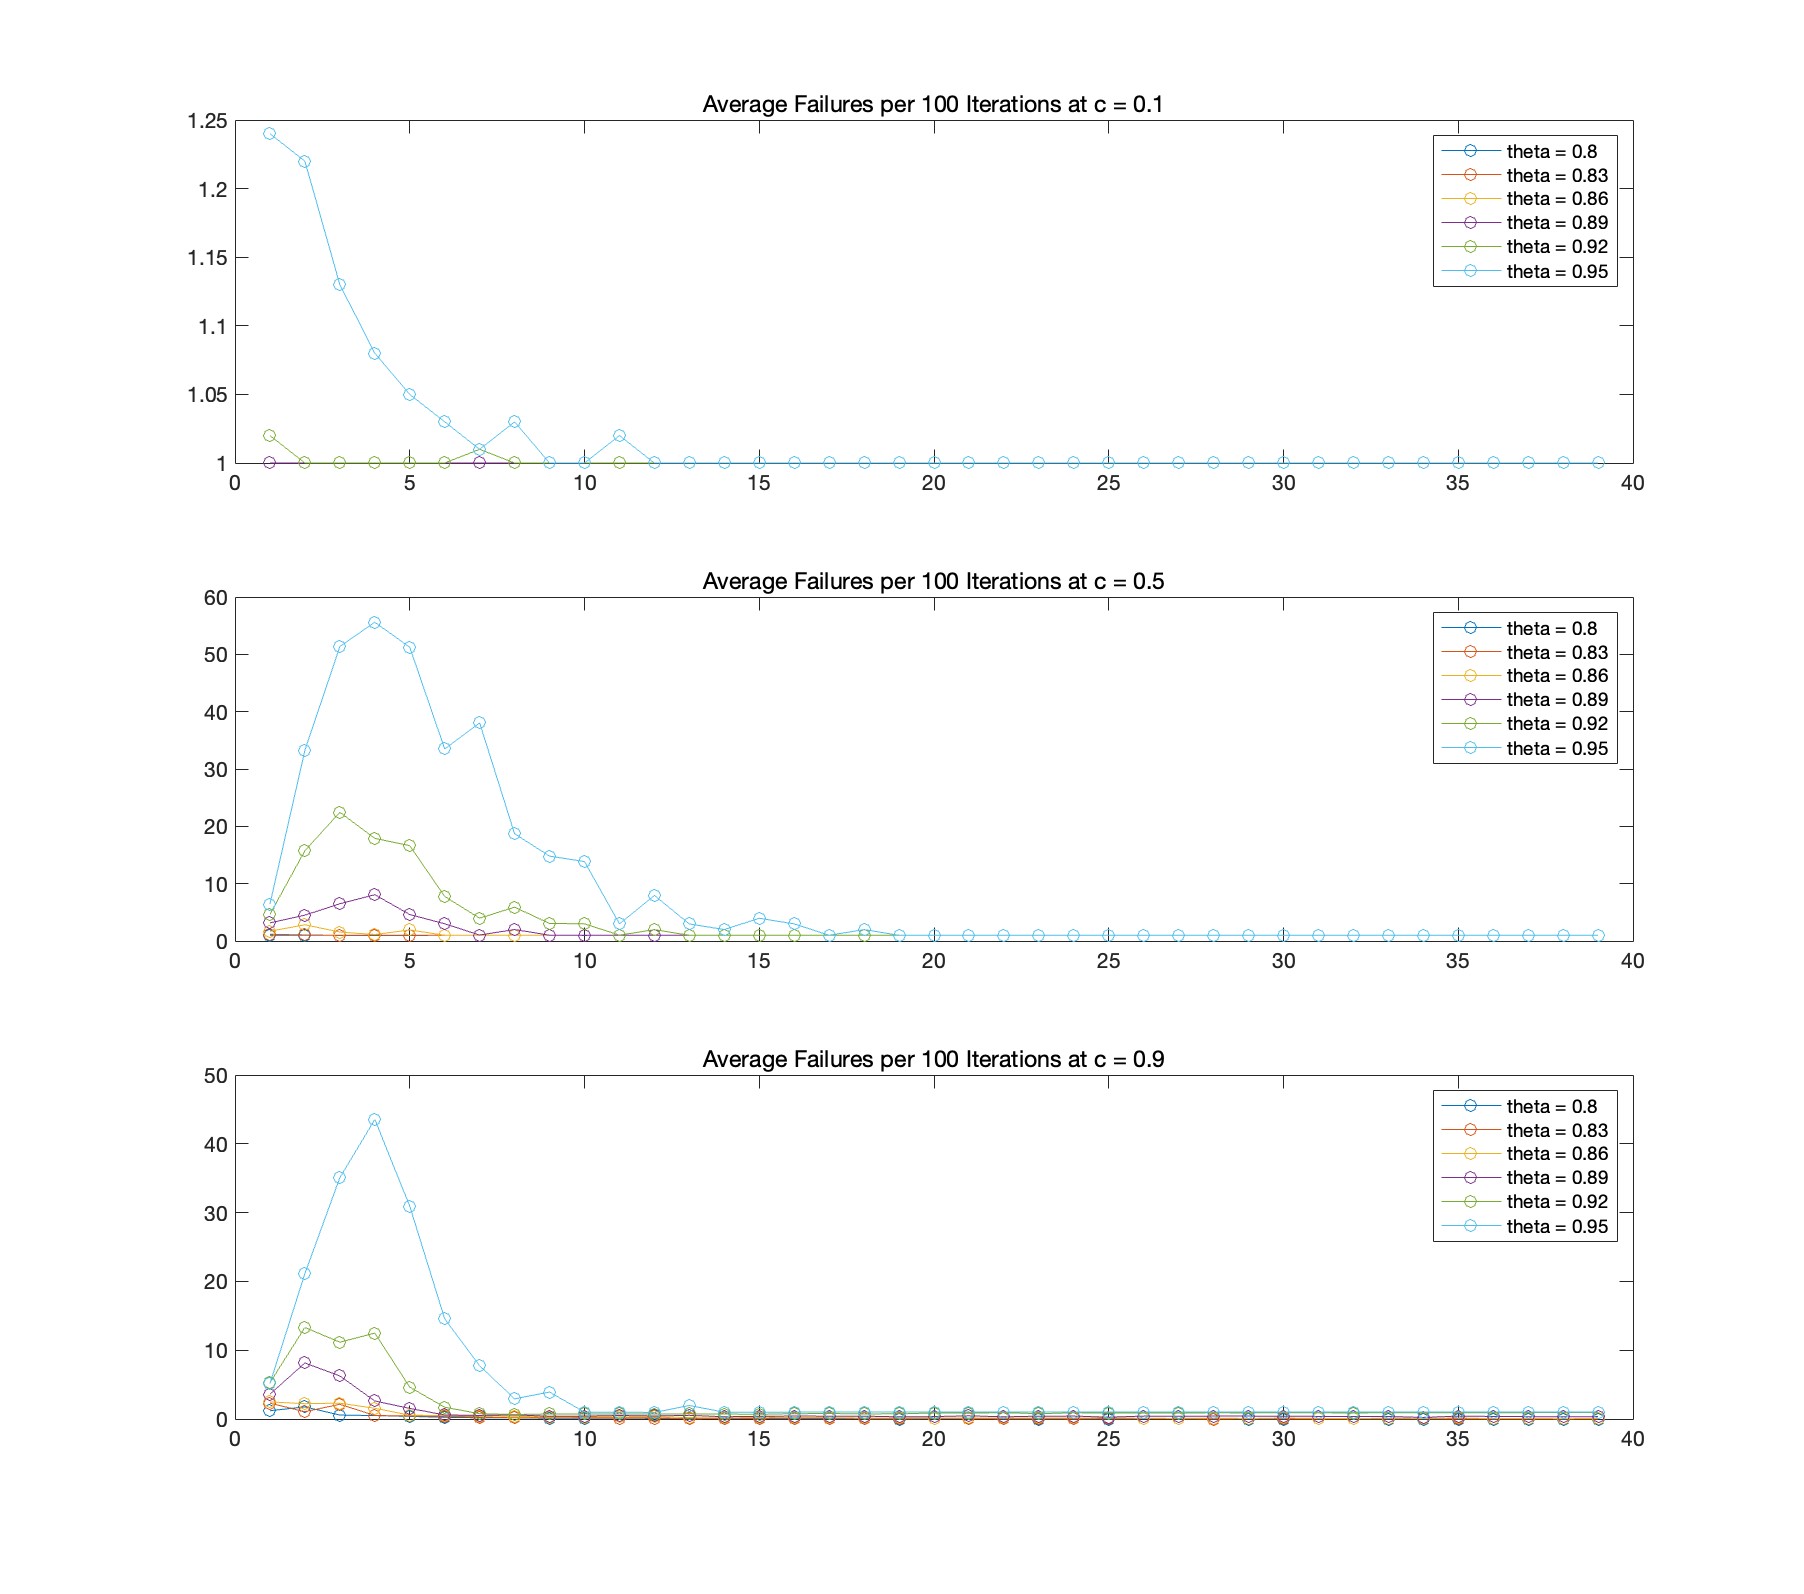 Average Failures per 100 Iterations at c = 0.1
1.25
1.2
1.15
1.1
1.05
1
0 5 10 15 20 25 30 35 40
theta = 0.8
theta = 0.83
theta = 0.86
theta = 0.89
theta = 0.92
theta = 0.95
Average Failures per 100 Iterations at c = 0.5
60
50
40
30
20
10
0
0 5 10 15 20 25 30 35 40
theta = 0.8
theta = 0.83
theta = 0.86
theta = 0.89
theta = 0.92
theta = 0.95
Average Failures per 100 Iterations at c = 0.9
50
40
30
20
10
0
0 5 10 15 20 25 30 35 40
theta = 0.8
theta = 0.83
theta = 0.86
theta = 0.89
theta = 0.92
theta = 0.95